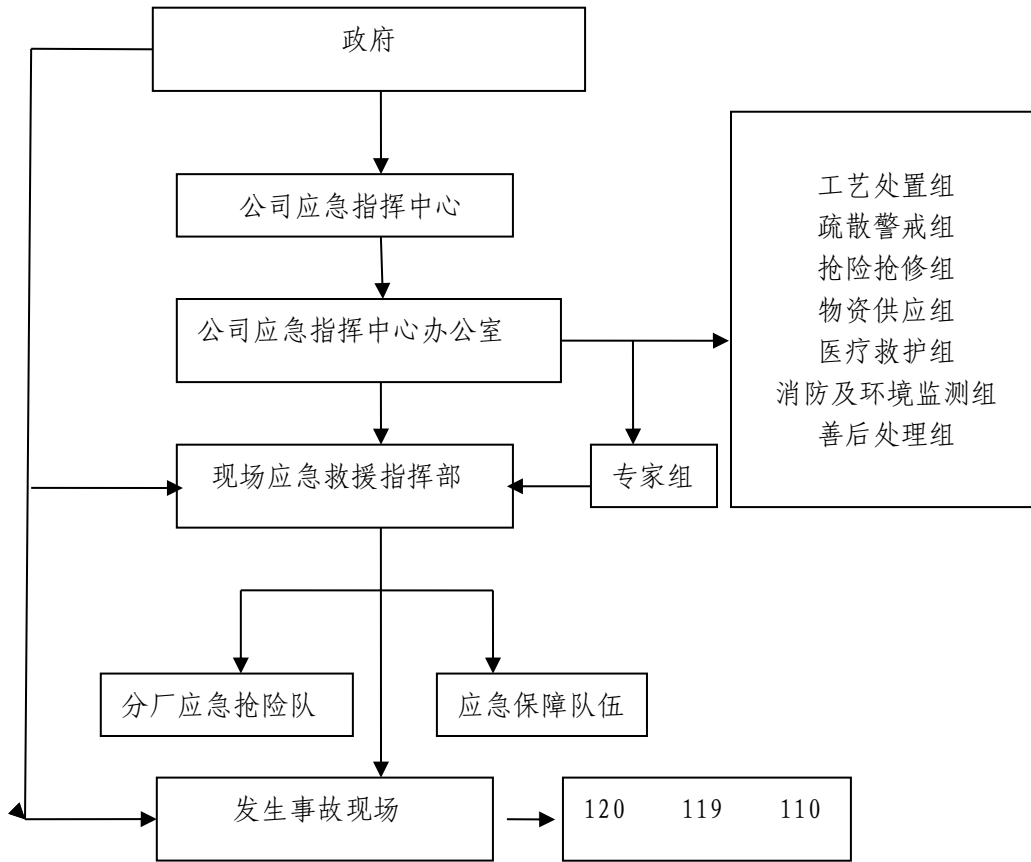 政府
公司应急指挥中心
公司应急指挥中心办公室
工艺处置组
疏散警戒组
抢险抢修组
物资供应组
医疗救护组
消防及环境监测组
善后处理组
现场应急救援指挥部
专家组
分厂应急抢险队
应急保障队伍
发生事故现场
120 119 110